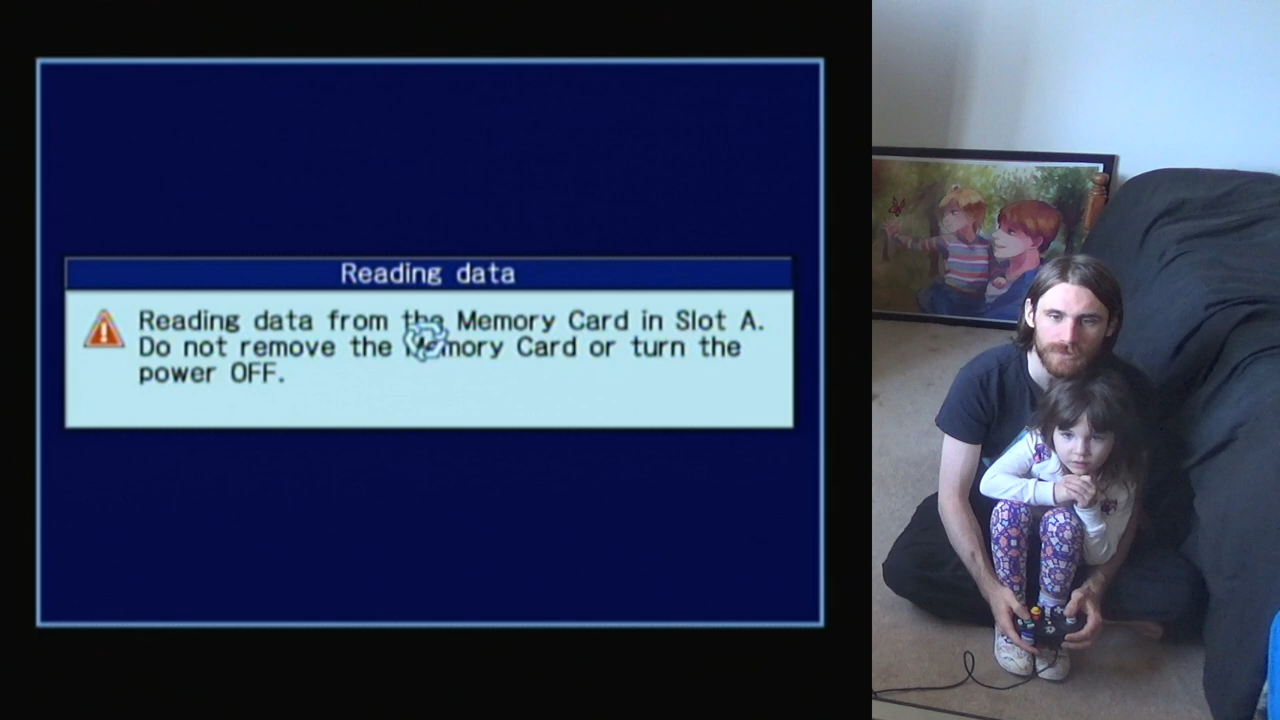 Reading data
Reading data from the Memory Card in Slot A.
Do not remove the Memory Card or turn the
power OFF.